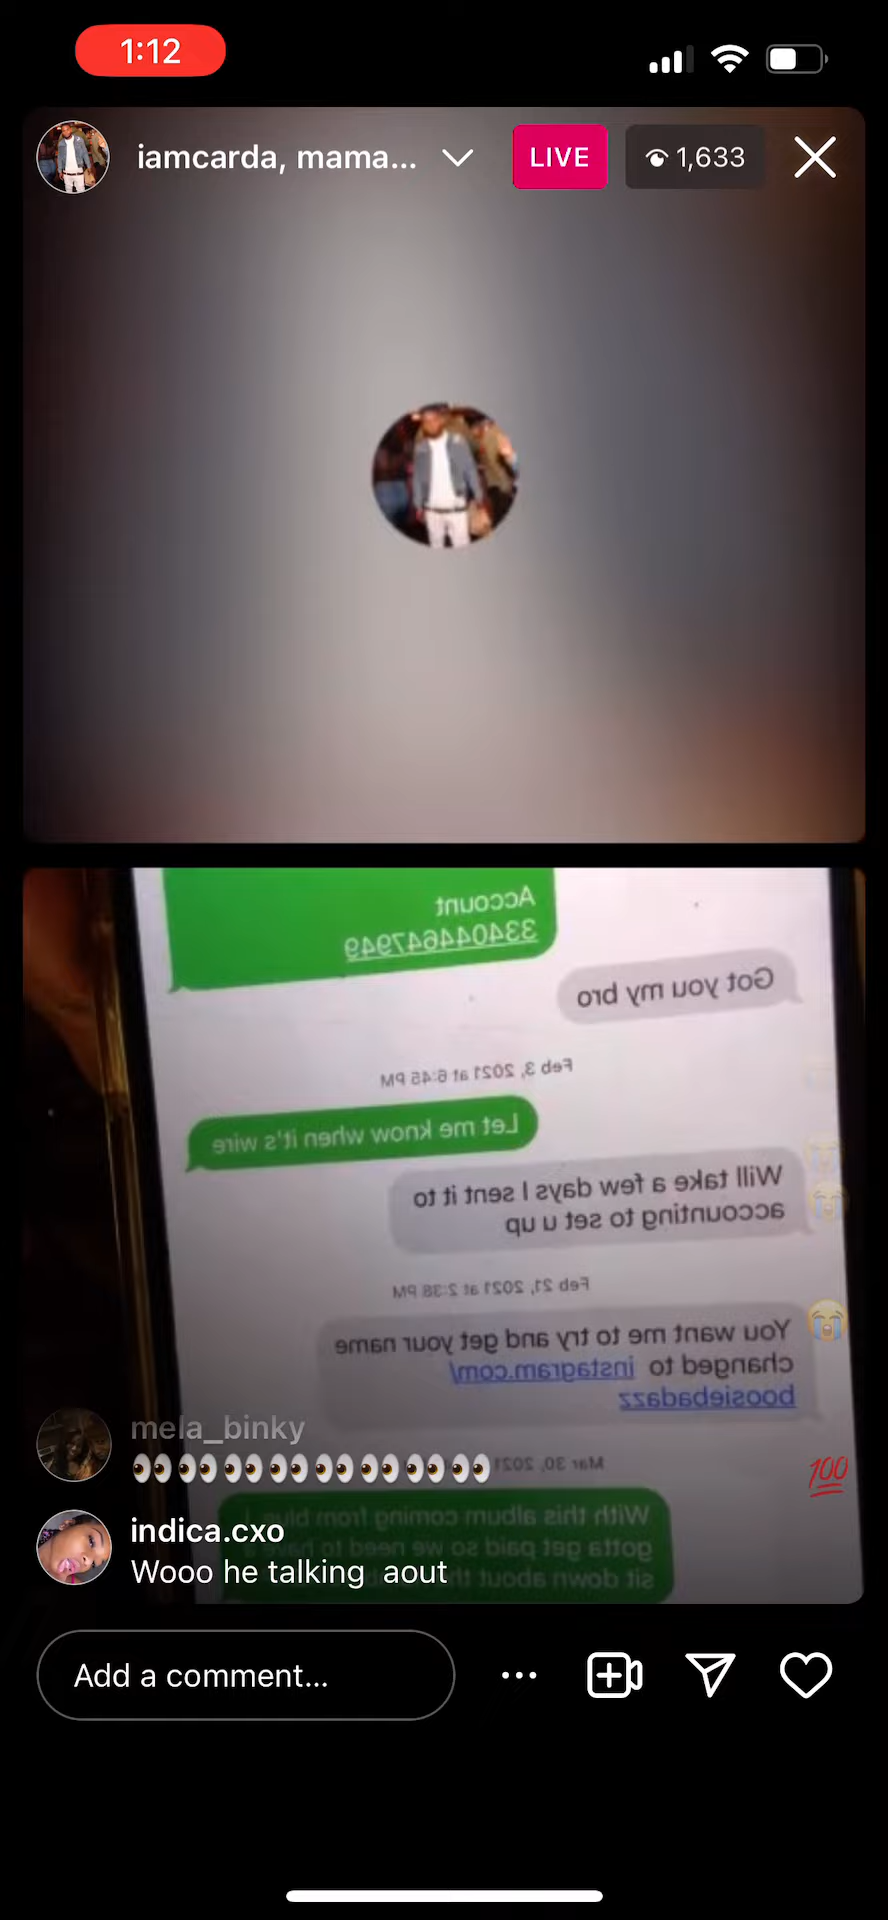 1:12
iamcarda, mama...
LIVE
1,633
Account
334044647949
Got you my bro
Feb 3, 2021 at 6:45 PM
Let me know when it's wire
Will take a few days I sent it to
accounting to set u up
Feb 21, 2021 at 2:38 PM
You want me to try and get your name
changed to instagram.com/
boosiebadazz
mela_binky
Mar 30, 2021
With this album coming from
indica.cxo
gotta get paid so we need to
Wooo he talking aout
sit down about
Add a comment...